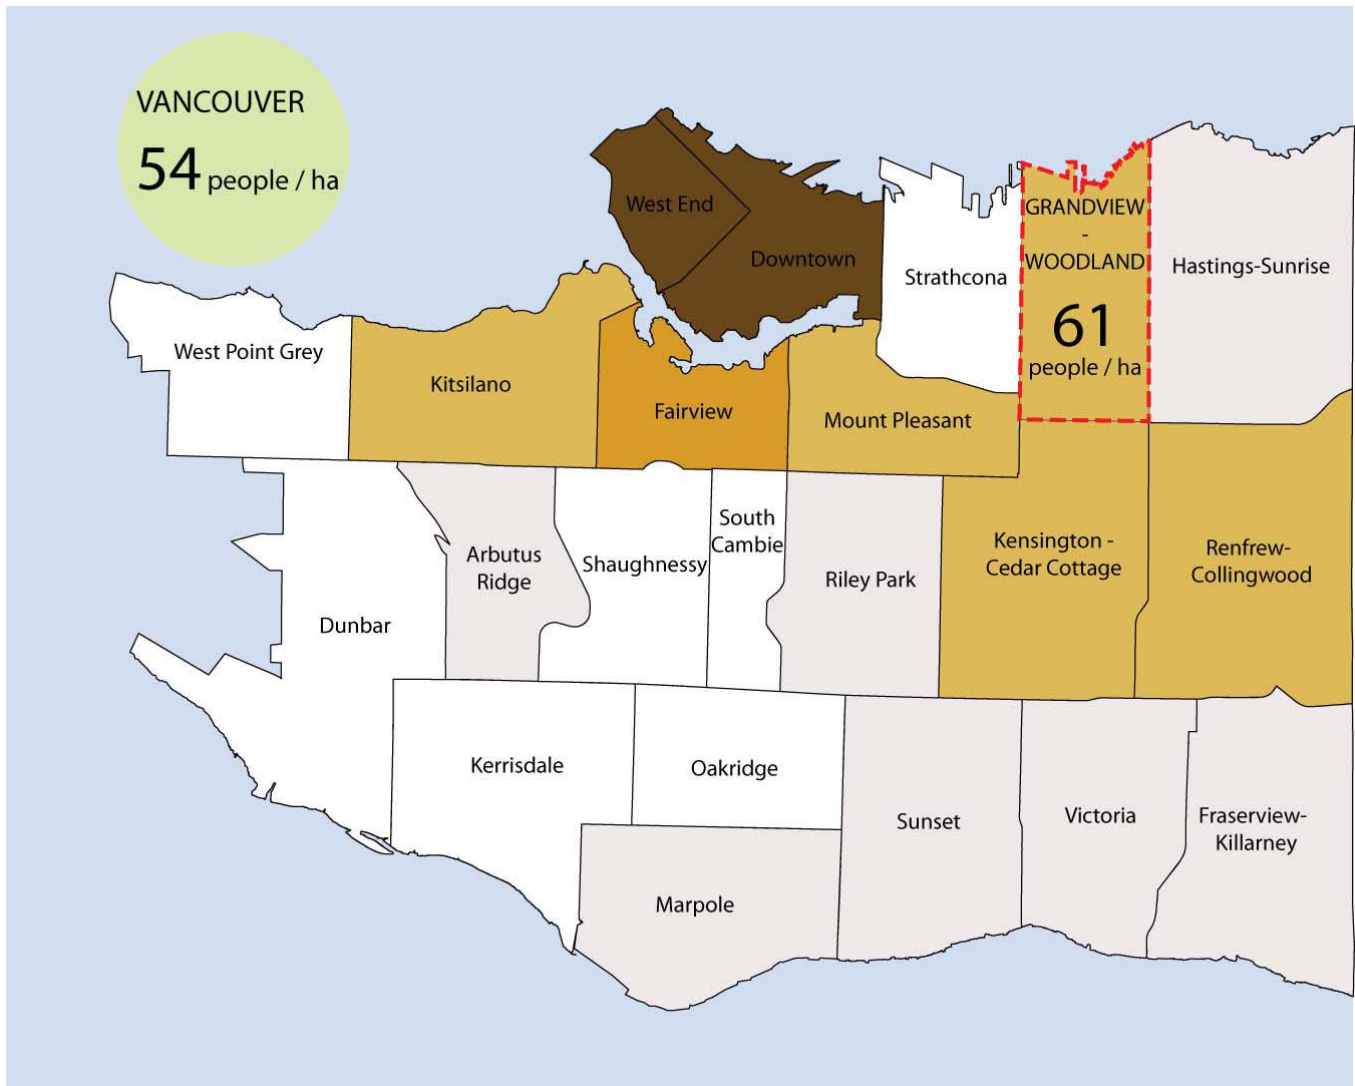 VANCOUVER
54 people / ha
West End
Downtown
Strathcona
GRANDVIEW
-
WOODLAND
61
people / ha
Hastings-Sunrise
West Point Grey
Kitsilano
Fairview
Mount Pleasant
Arbutus
Ridge
Shaughnessy
South
Cambie
Riley Park
Kensington -
Cedar Cottage
Renfrew-
Collingwood
Dunbar
Kerrisdale
Oakridge
Sunset
Victoria
Fraserview-
Killarney
Marpole